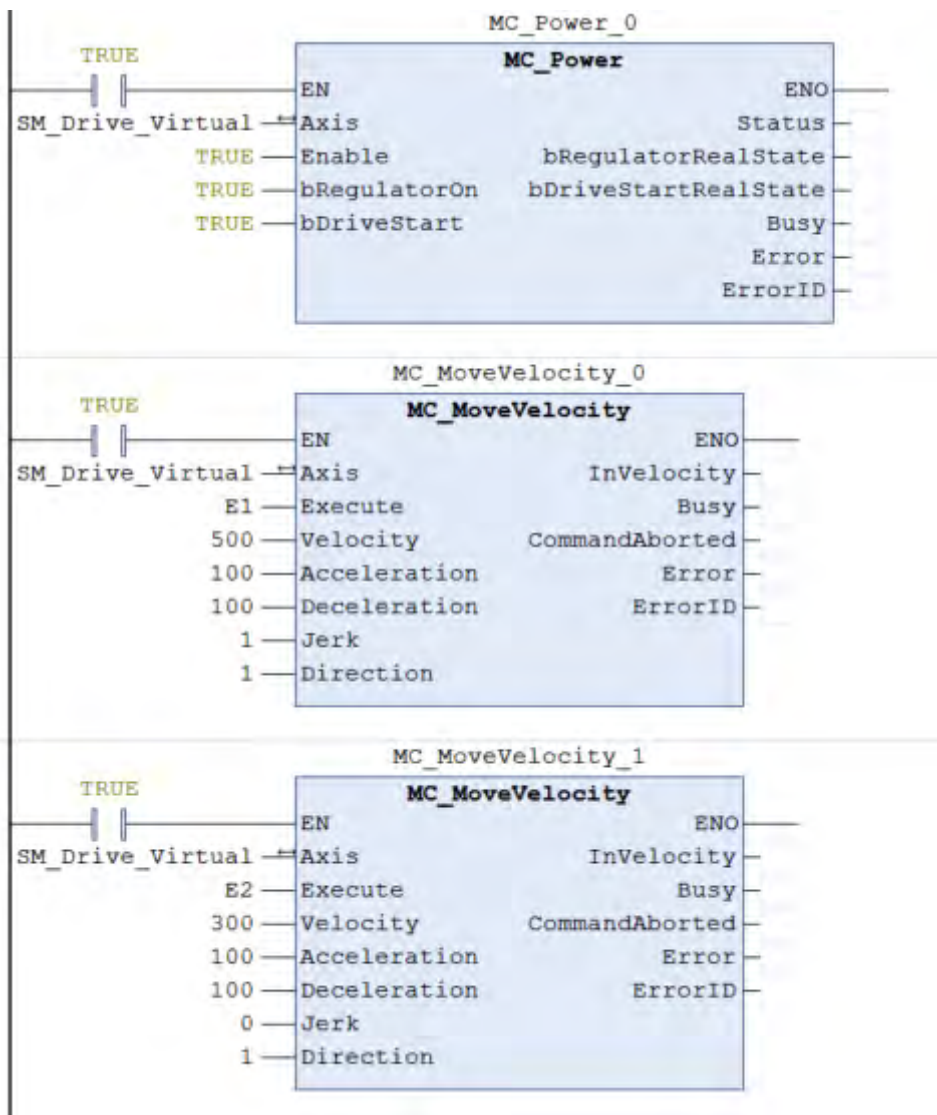 MC_Power_0
TRUE
MC_Power
EN ENO
SM_Drive_Virtual Axis Status
TRUE Enable bRegulatorRealState
TRUE bRegulatorOn bDriveStartRealState
TRUE bDriveStart Busy
Error
ErrorID
MC_MoveVelocity_0
TRUE
MC_MoveVelocity
EN ENO
SM_Drive_Virtual Axis InVelocity
E1 Execute Busy
500 Velocity CommandAborted
100 Acceleration Error
100 Deceleration ErrorID
1 Jerk
1 Direction
MC_MoveVelocity_1
TRUE
MC_MoveVelocity
EN ENO
SM_Drive_Virtual Axis InVelocity
E2 Execute Busy
300 Velocity CommandAborted
100 Acceleration Error
100 Deceleration ErrorID
0 Jerk
1 Direction